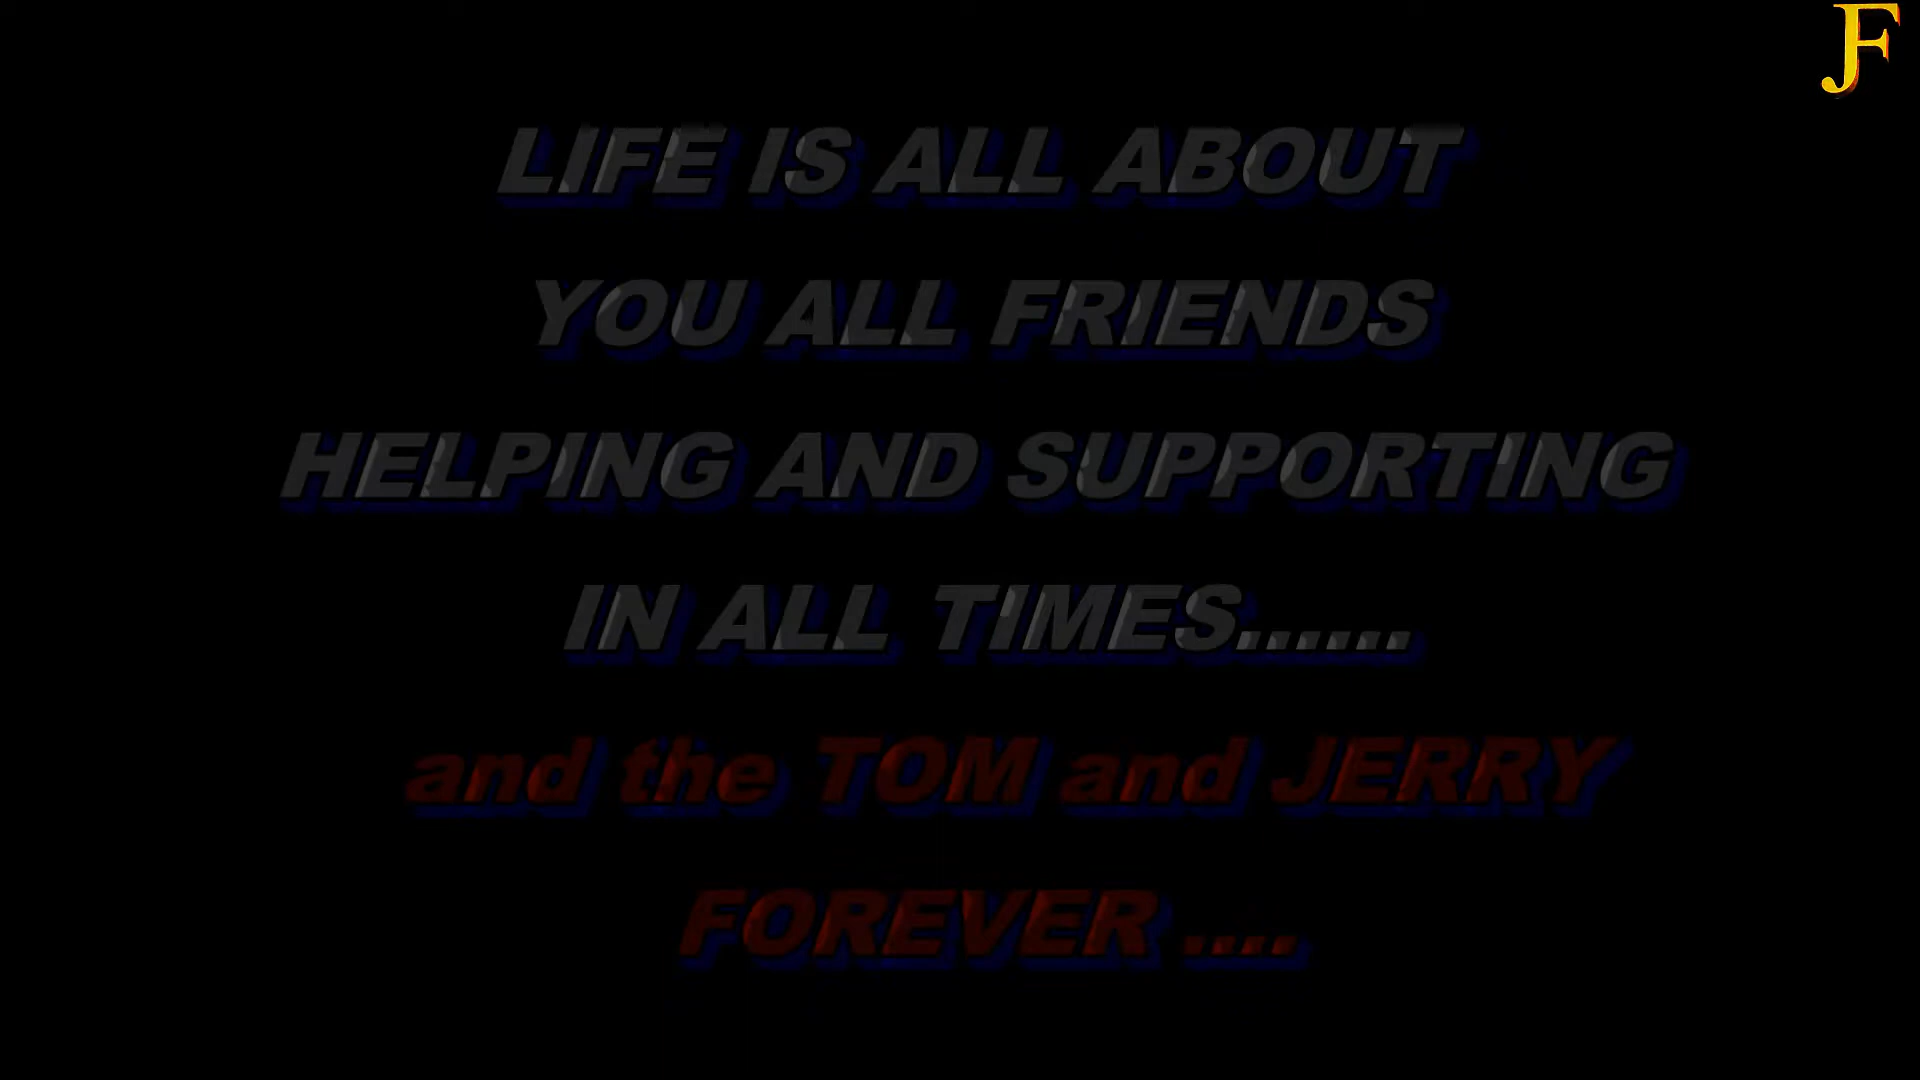 JF
LIFE IS ALL ABOUT
YOU ALL FRIENDS
HELPING AND SUPPORTING
IN ALL TIMES......
and the TOM and JERRY
FOREVER ....